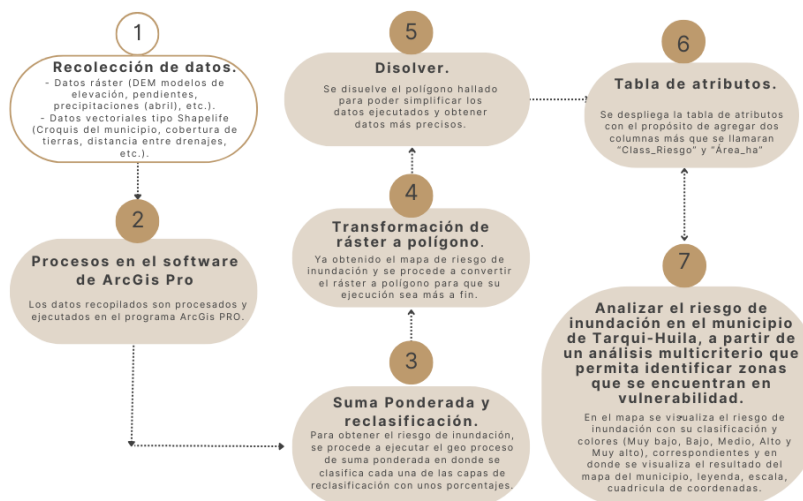 1
Recolección de datos.
- Datos ráster (DEM modelos de
elevación, pendientes,
precipitaciones (abril), etc.).
- Datos vectoriales tipo Shapelife
(Croquis del municipio, cobertura de
tierras, distancia entre drenajes,
etc.).
2
Procesos en el software
de ArcGis Pro
Los datos recopilados son procesados y
ejecutados en el programa ArcGis PRO.
3
Suma Ponderada y
reclasificación.
Para obtener el riesgo de inundación,
se procede a ejecutar el geo proceso
de suma ponderada en donde se
clasifica cada una de las capas de
reclasificación con unos porcentajes.
4
Transformación de
ráster a polígono.
Ya obtenido el mapa de riesgo de
inundación y se procede a convertir
el ráster a polígono para que su
ejecución sea más a fin.
5
Disolver.
Se disuelve el polígono hallado
para poder simplificar los
datos ejecutados y obtener
datos más precisos.
6
Tabla de atributos.
Se despliega la tabla de atributos
con el propósito de agregar dos
columnas más que se llamaran
“Class_Riesgo” y “Área_ha”
7
Analizar el riesgo de
inundación en el municipio
de Tarqui-Huila, a partir de
un análisis multicriterio que
permita identificar zonas
que se encuentran en
vulnerabilidad.
En el mapa se visualiza el riesgo de
inundación con su clasificación y
colores (Muy bajo, Bajo, Medio, Alto y
Muy alto), correspondientes y en
donde se visualiza el resultado del
mapa del municipio, leyenda, escala,
cuadricula de coordenadas.